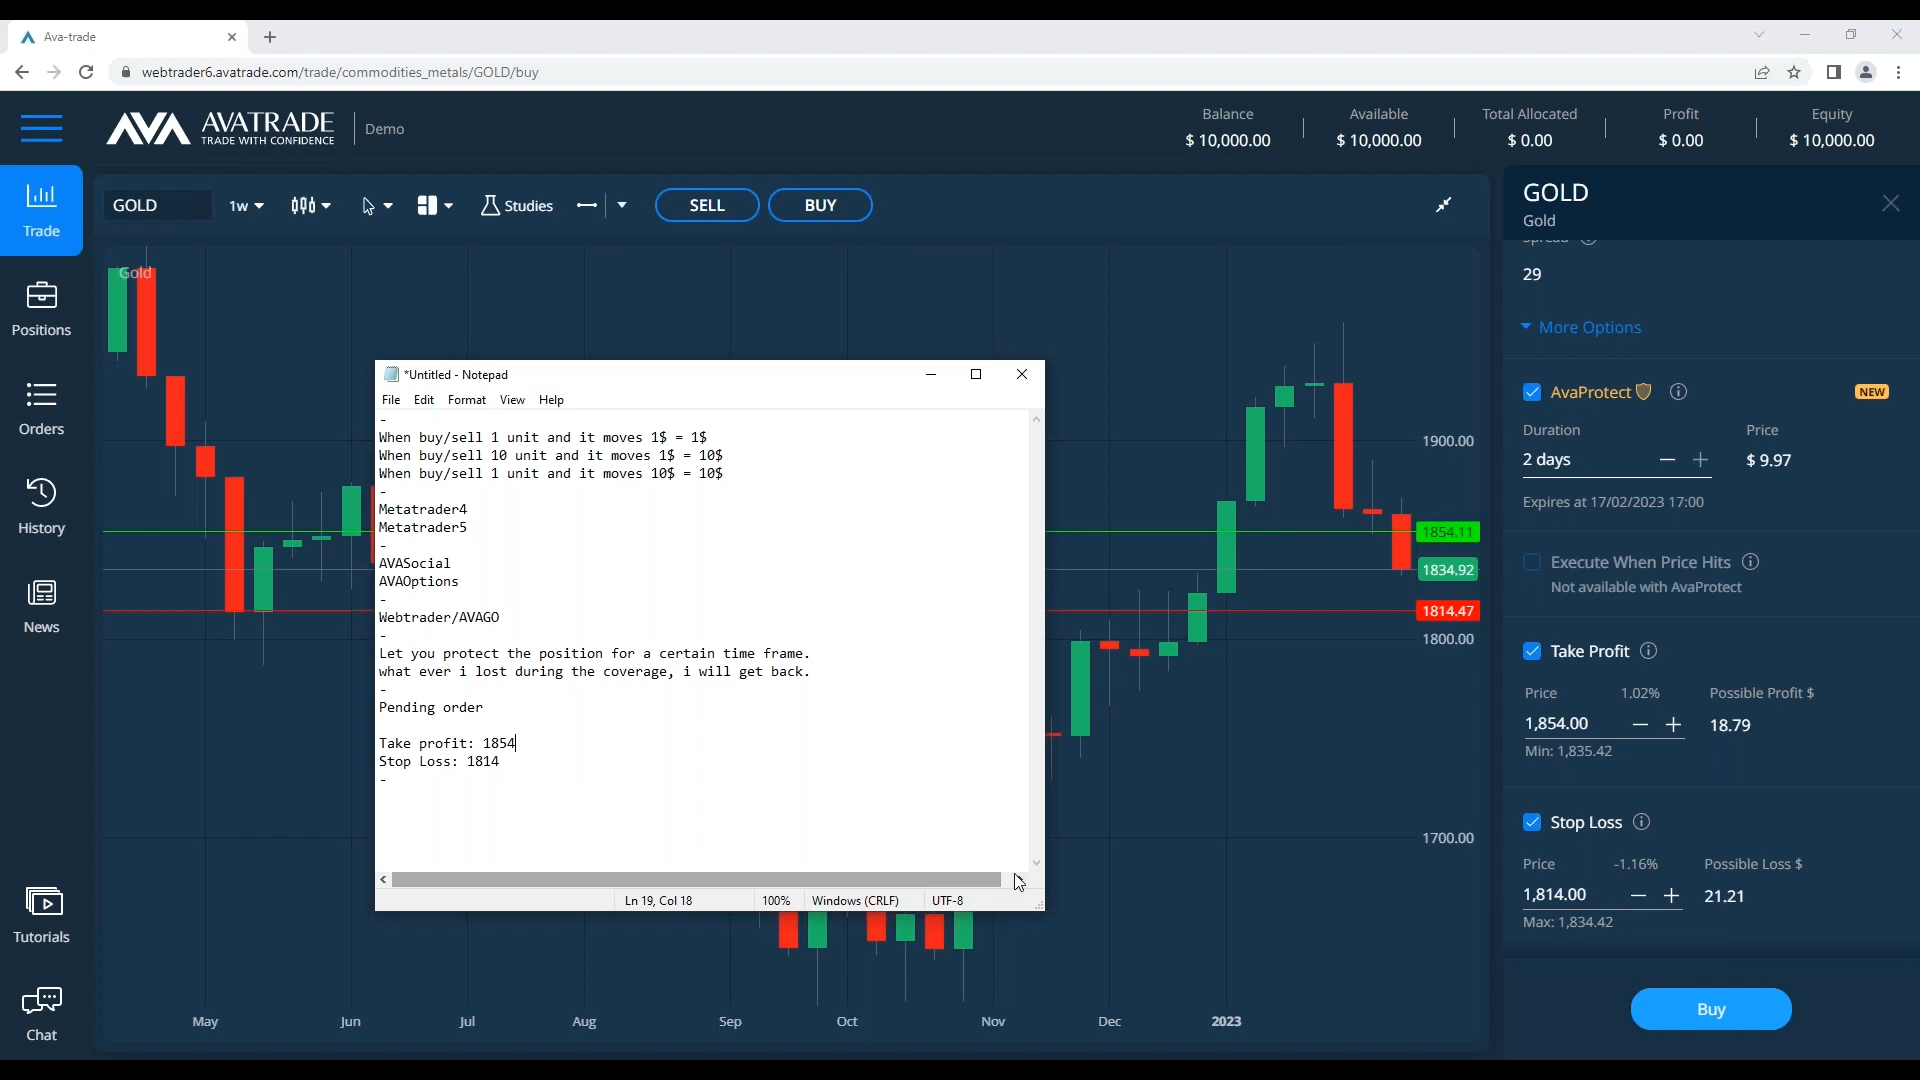 Ava-trade
webtrader6.avatrade.com/trade/commodities_metals/GOLD/buy
AVA AVATRADE
TRADE WITH CONFIDENCE
Demo
Balance
$ 10,000.00
Available
$ 10,000.00
Total Allocated
$ 0.00
Profit
$ 0.00
Equity
$ 10,000.00
Trade
Positions
Orders
History
News
Tutorials
Chat
GOLD
1w
Studies
SELL
BUY
Gold
1900.00
1854.11
1834.92
1814.47
1800.00
1700.00
May
Jun
Jul
Aug
Sep
Oct
Nov
Dec
2023
*Untitled - Notepad
File Edit Format View Help
-
When buy/sell 1 unit and it moves 1$ = 1$
When buy/sell 10 unit and it moves 1$ = 10$
When buy/sell 1 unit and it moves 10$ = 10$
-
Metatrader4
Metatrader5
-
AVASocial
AVAOptions
-
Webtrader/AVAGO
-
Let you protect the position for a certain time frame.
what ever i lost during the coverage, i will get back.
-
Pending order
Take profit: 1854
Stop Loss: 1814
-
Ln 19, Col 18
100%
Windows (CRLF)
UTF-8
GOLD
Gold
Spread
29
More Options
AvaProtect
NEW
Duration
2 days
Price
$ 9.97
Expires at 17/02/2023 17:00
Execute When Price Hits
Not available with AvaProtect
Take Profit
Price 1.02% Possible Profit $
1,854.00 — + 18.79
Min: 1,835.42
Stop Loss
Price -1.16% Possible Loss $
1,814.00 — + 21.21
Max: 1,834.42
Buy